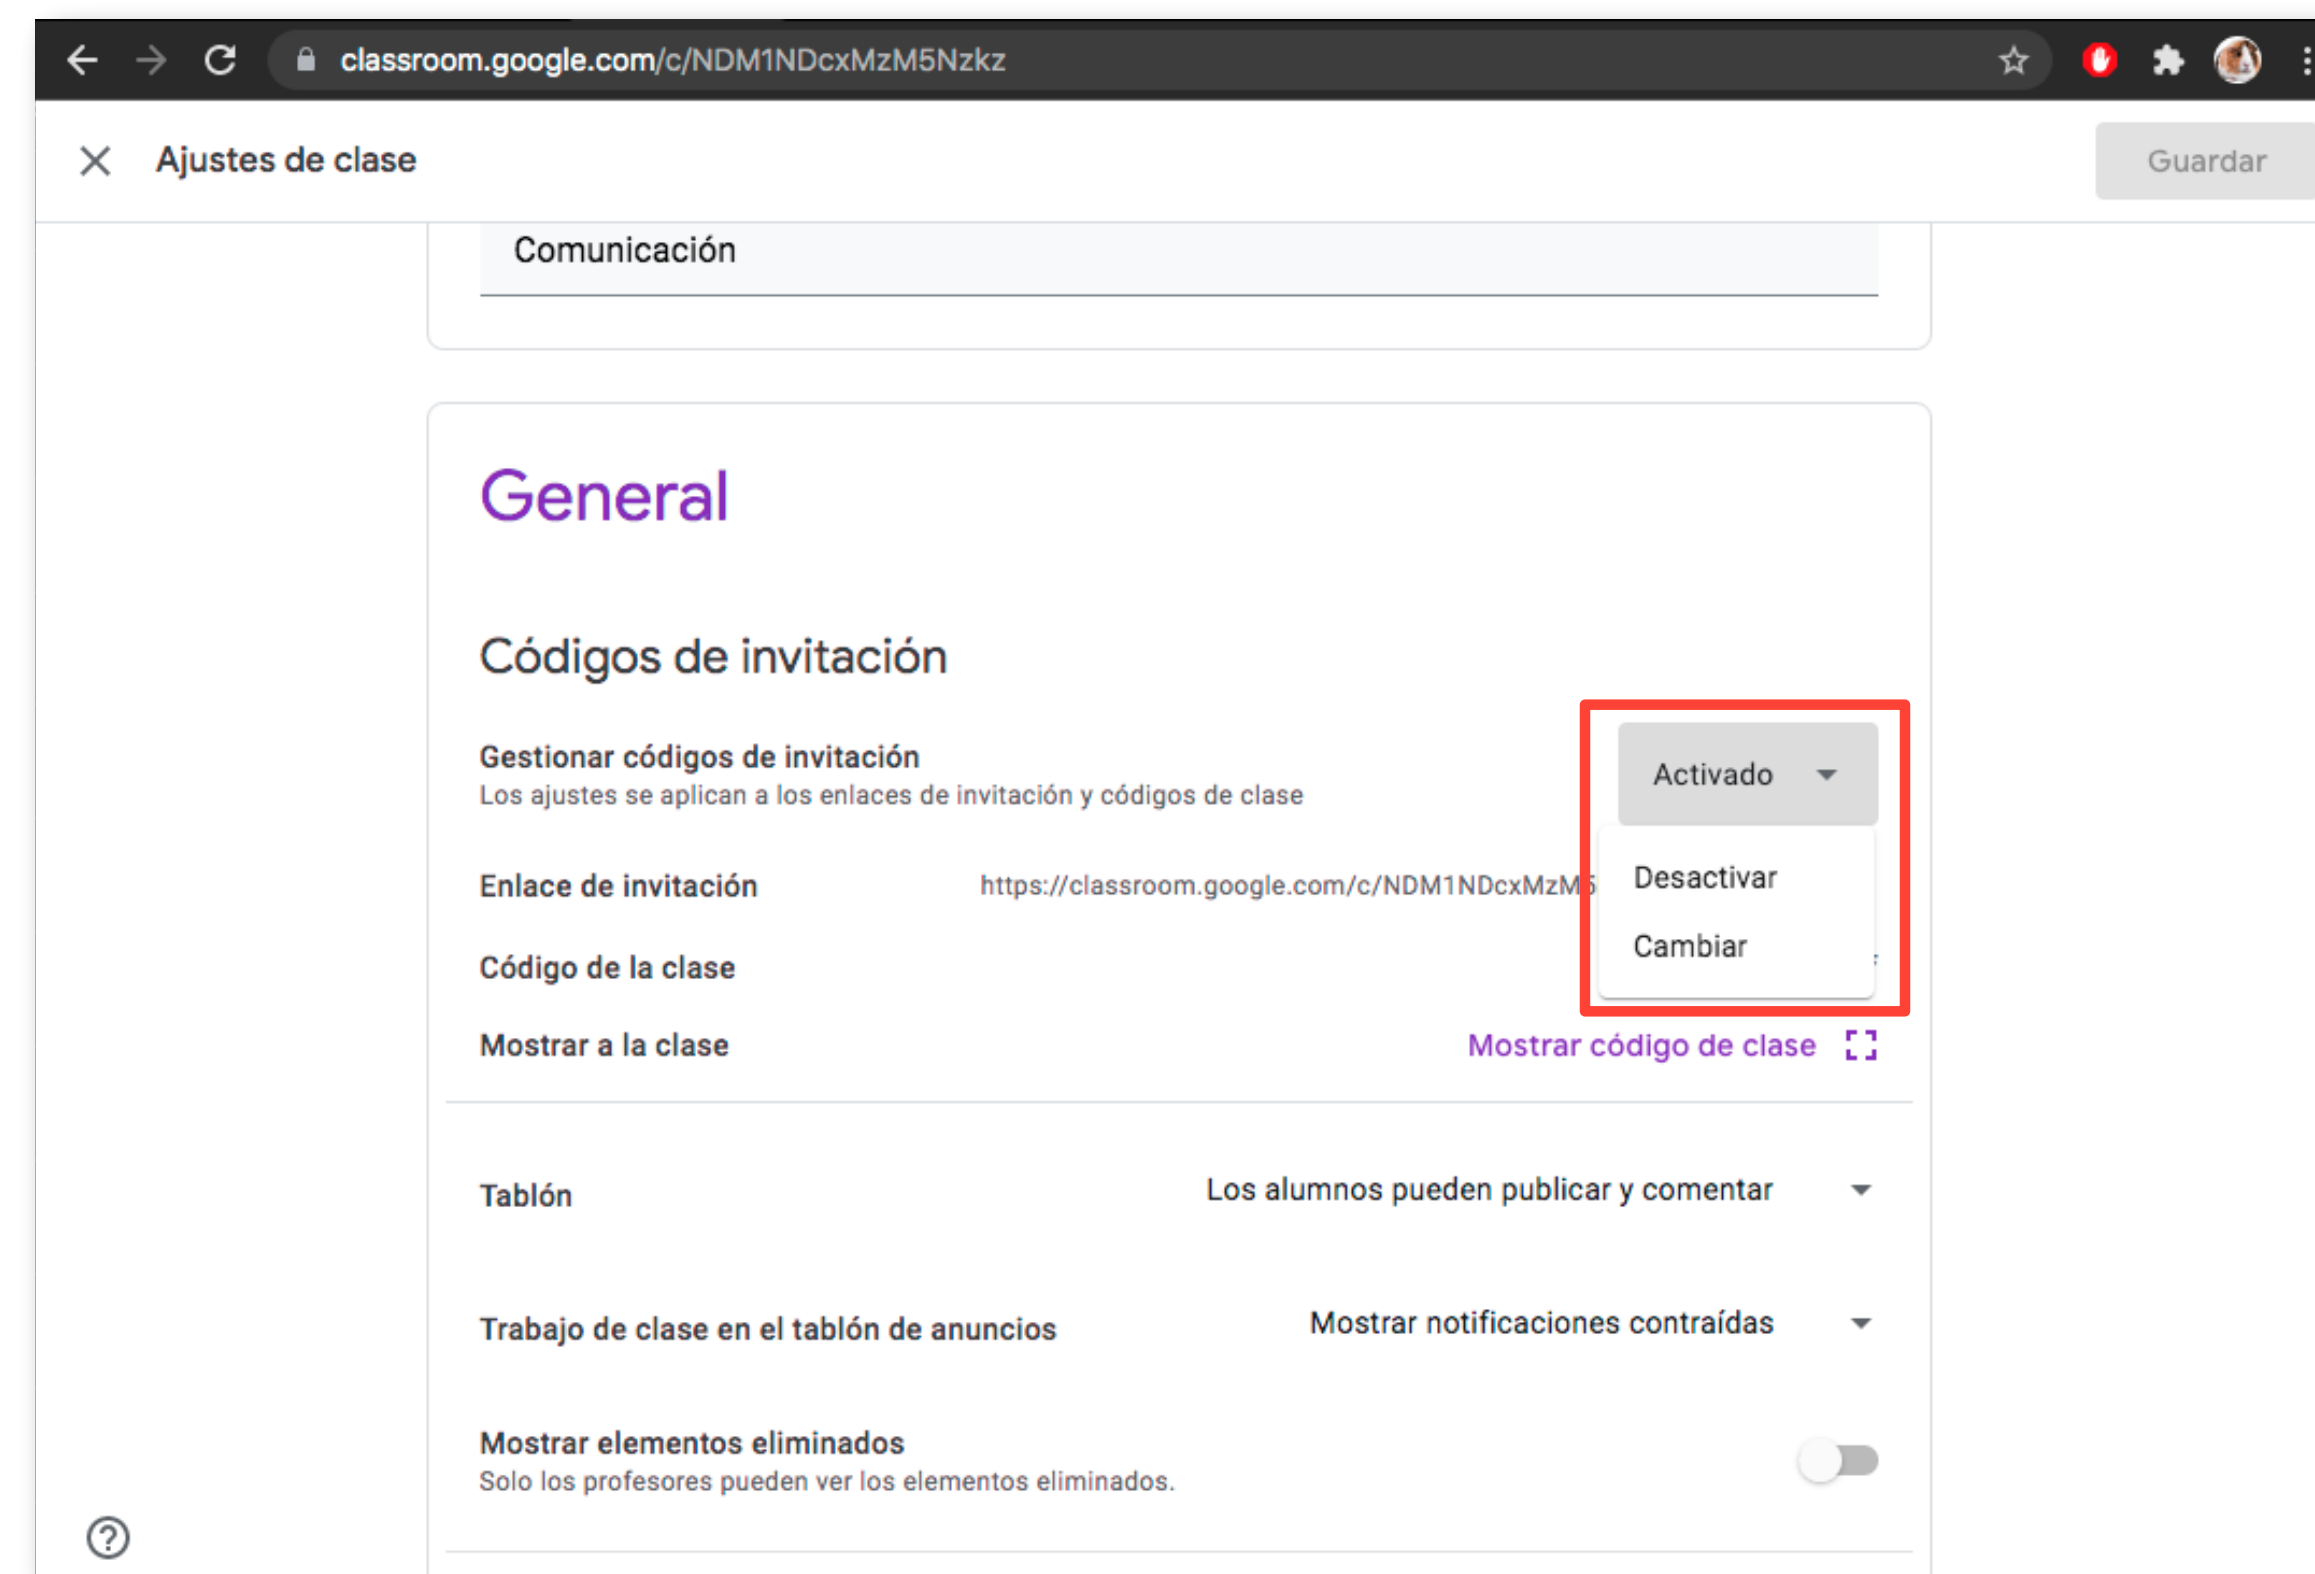 classroom.google.com/c/NDM1NDcxMzM5Nzkz
Ajustes de clase
Guardar
Comunicación
General
Códigos de invitación
Gestionar códigos de invitación
Activado
Los ajustes se aplican a los enlaces de invitación y códigos de clase
Desactivar
Enlace de invitación https://classroom.google.com/c/NDM1NDcxMzM5
Cambiar
Código de la clase
Mostrar a la clase Mostrar código de clase
Tablón Los alumnos pueden publicar y comentar
Trabajo de clase en el tablón de anuncios Mostrar notificaciones contraídas
Mostrar elementos eliminados
Solo los profesores pueden ver los elementos eliminados.